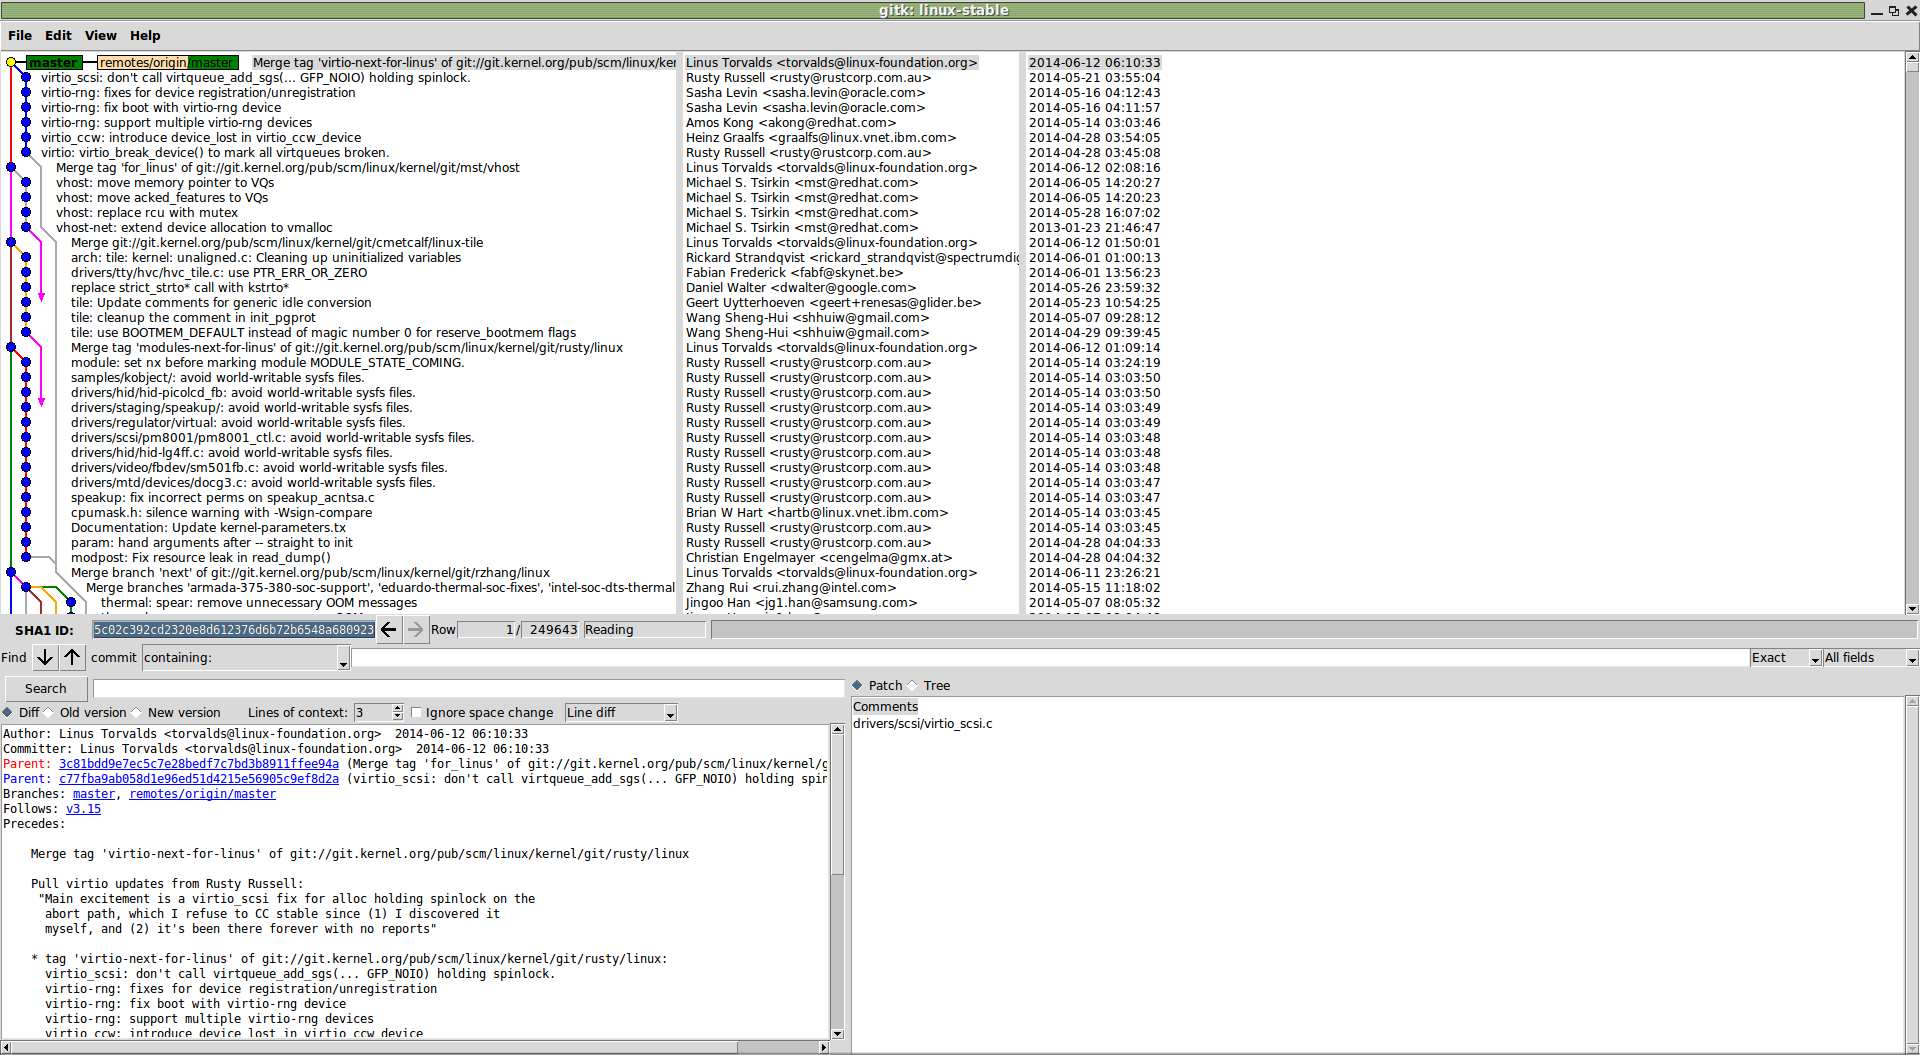 gitk: linux-stable
File Edit View Help
master remotes/origin/master Merge tag 'virtio-next-for-linus' of git://git.kernel.org/pub/scm/linux/ker Linus Torvalds <torvalds@linux-foundation.org> 2014-06-12 06:10:33
virtio_scsi: don't call virtqueue_add_sgs(... GFP_NOIO) holding spinlock. Rusty Russell <rusty@rustcorp.com.au> 2014-05-21 03:55:04
virtio-rng: fixes for device registration/unregistration Sasha Levin <sasha.levin@oracle.com> 2014-05-16 04:12:43
virtio-rng: fix boot with virtio-rng device Sasha Levin <sasha.levin@oracle.com> 2014-05-16 04:11:57
virtio-rng: support multiple virtio-rng devices Amos Kong <akong@redhat.com> 2014-05-14 03:03:46
virtio_ccw: introduce device_lost in virtio_ccw_device Heinz Graalfs <graalfs@linux.vnet.ibm.com> 2014-04-28 03:54:05
virtio: virtio_break_device() to mark all virtqueues broken. Rusty Russell <rusty@rustcorp.com.au> 2014-04-28 03:45:08
Merge tag 'for_linus' of git://git.kernel.org/pub/scm/linux/kernel/git/mst/vhost Linus Torvalds <torvalds@linux-foundation.org> 2014-06-12 02:08:16
vhost: move memory pointer to VQs Michael S. Tsirkin <mst@redhat.com> 2014-06-05 14:20:27
vhost: move acked_features to VQs Michael S. Tsirkin <mst@redhat.com> 2014-06-05 14:20:23
vhost: replace rcu with mutex Michael S. Tsirkin <mst@redhat.com> 2014-05-28 16:07:02
vhost-net: extend device allocation to vmalloc Michael S. Tsirkin <mst@redhat.com> 2013-01-23 21:46:47
Merge git://git.kernel.org/pub/scm/linux/kernel/git/cmetcalf/linux-tile Linus Torvalds <torvalds@linux-foundation.org> 2014-06-12 01:50:01
arch: tile: kernel: unaligned.c: Cleaning up uninitialized variables Rickard Strandqvist <rickard_strandqvist@spectrumdig 2014-06-01 01:00:13
drivers/tty/hvc/hvc_tile.c: use PTR_ERR_OR_ZERO Fabian Frederick <fabf@skynet.be> 2014-06-01 13:56:23
replace strict_strto* call with kstrto* Daniel Walter <dwalter@google.com> 2014-05-26 23:59:32
tile: Update comments for generic idle conversion Geert Uytterhoeven <geert+renesas@glider.be> 2014-05-23 10:54:25
tile: cleanup the comment in init_pgprot Wang Sheng-Hui <shhuiw@gmail.com> 2014-05-07 09:28:12
tile: use BOOTMEM_DEFAULT instead of magic number 0 for reserve_bootmem flags Wang Sheng-Hui <shhuiw@gmail.com> 2014-04-29 09:39:45
Merge tag 'modules-next-for-linus' of git://git.kernel.org/pub/scm/linux/kernel/git/rusty/linux Linus Torvalds <torvalds@linux-foundation.org> 2014-06-12 01:09:14
module: set nx before marking module MODULE_STATE_COMING. Rusty Russell <rusty@rustcorp.com.au> 2014-05-14 03:24:19
samples/kobject/: avoid world-writable sysfs files. Rusty Russell <rusty@rustcorp.com.au> 2014-05-14 03:03:50
drivers/hid/hid-picolcd_fb: avoid world-writable sysfs files. Rusty Russell <rusty@rustcorp.com.au> 2014-05-14 03:03:50
drivers/staging/speakup/: avoid world-writable sysfs files. Rusty Russell <rusty@rustcorp.com.au> 2014-05-14 03:03:49
drivers/regulator/virtual: avoid world-writable sysfs files. Rusty Russell <rusty@rustcorp.com.au> 2014-05-14 03:03:49
drivers/scsi/pm8001/pm8001_ctl.c: avoid world-writable sysfs files. Rusty Russell <rusty@rustcorp.com.au> 2014-05-14 03:03:48
drivers/hid/hid-lg4ff.c: avoid world-writable sysfs files. Rusty Russell <rusty@rustcorp.com.au> 2014-05-14 03:03:48
drivers/video/fbdev/sm501fb.c: avoid world-writable sysfs files. Rusty Russell <rusty@rustcorp.com.au> 2014-05-14 03:03:48
drivers/mtd/devices/docg3.c: avoid world-writable sysfs files. Rusty Russell <rusty@rustcorp.com.au> 2014-05-14 03:03:47
speakup: fix incorrect perms on speakup_acntsa.c Rusty Russell <rusty@rustcorp.com.au> 2014-05-14 03:03:47
cpumask.h: silence warning with -Wsign-compare Brian W Hart <hartb@linux.vnet.ibm.com> 2014-05-14 03:03:45
Documentation: Update kernel-parameters.tx Rusty Russell <rusty@rustcorp.com.au> 2014-05-14 03:03:45
param: hand arguments after -- straight to init Rusty Russell <rusty@rustcorp.com.au> 2014-04-28 04:04:33
modpost: Fix resource leak in read_dump() Christian Engelmayer <cengelma@gmx.at> 2014-04-28 04:04:32
Merge branch 'next' of git://git.kernel.org/pub/scm/linux/kernel/git/rzhang/linux Linus Torvalds <torvalds@linux-foundation.org> 2014-06-11 23:26:21
Merge branches 'armada-375-380-soc-support', 'eduardo-thermal-soc-fixes', 'intel-soc-dts-thermal Zhang Rui <rui.zhang@intel.com> 2014-05-15 11:18:02
thermal: spear: remove unnecessary OOM messages Jingoo Han <jg1.han@samsung.com> 2014-05-07 08:05:32
SHA1 ID: 5c02c392cd2320e8d612376d6b72b6548a680923 Row 1 / 249643 Reading
Find commit containing: Exact All fields
Search
Patch Tree
Diff Old version New version Lines of context: 3 Ignore space change Line diff
Comments
drivers/scsi/virtio_scsi.c
Author: Linus Torvalds <torvalds@linux-foundation.org> 2014-06-12 06:10:33
Committer: Linus Torvalds <torvalds@linux-foundation.org> 2014-06-12 06:10:33
Parent: 3c81bdd9e7ec5c7e28bedf7c7bd3b8911ffee94a (Merge tag 'for_linus' of git://git.kernel.org/pub/scm/linux/kernel/g
Parent: c77fba9ab058d1e96ed51d4215e56905c9ef8d2a (virtio_scsi: don't call virtqueue_add_sgs(... GFP_NOIO) holding spin
Branches: master, remotes/origin/master
Follows: v3.15
Precedes:
Merge tag 'virtio-next-for-linus' of git://git.kernel.org/pub/scm/linux/kernel/git/rusty/linux
Pull virtio updates from Rusty Russell:
"Main excitement is a virtio_scsi fix for alloc holding spinlock on the
abort path, which I refuse to CC stable since (1) I discovered it
myself, and (2) it's been there forever with no reports"
* tag 'virtio-next-for-linus' of git://git.kernel.org/pub/scm/linux/kernel/git/rusty/linux:
virtio_scsi: don't call virtqueue_add_sgs(... GFP_NOIO) holding spinlock.
virtio-rng: fixes for device registration/unregistration
virtio-rng: fix boot with virtio-rng device
virtio-rng: support multiple virtio-rng devices
virtio_ccw: introduce device_lost in virtio_ccw_device